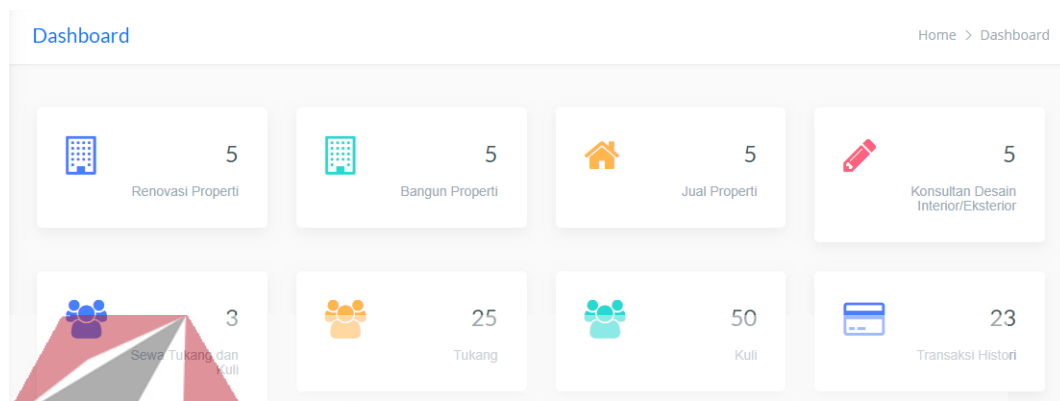 Dashboard
Home > Dashboard
5
Renovasi Properti
5
Bangun Properti
5
Jual Properti
5
Konsultan Desain
Interior/Eksterior
3
Sewa Tukang dan
Kuli
25
Tukang
50
Kuli
23
Transaksi Histori